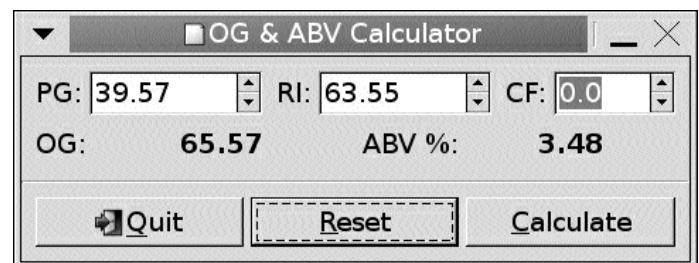 OG & ABV Calculator
PG: 39.57 RI: 63.55 CF: 0.0
OG: 65.57 ABV %: 3.48
Quit Reset Calculate